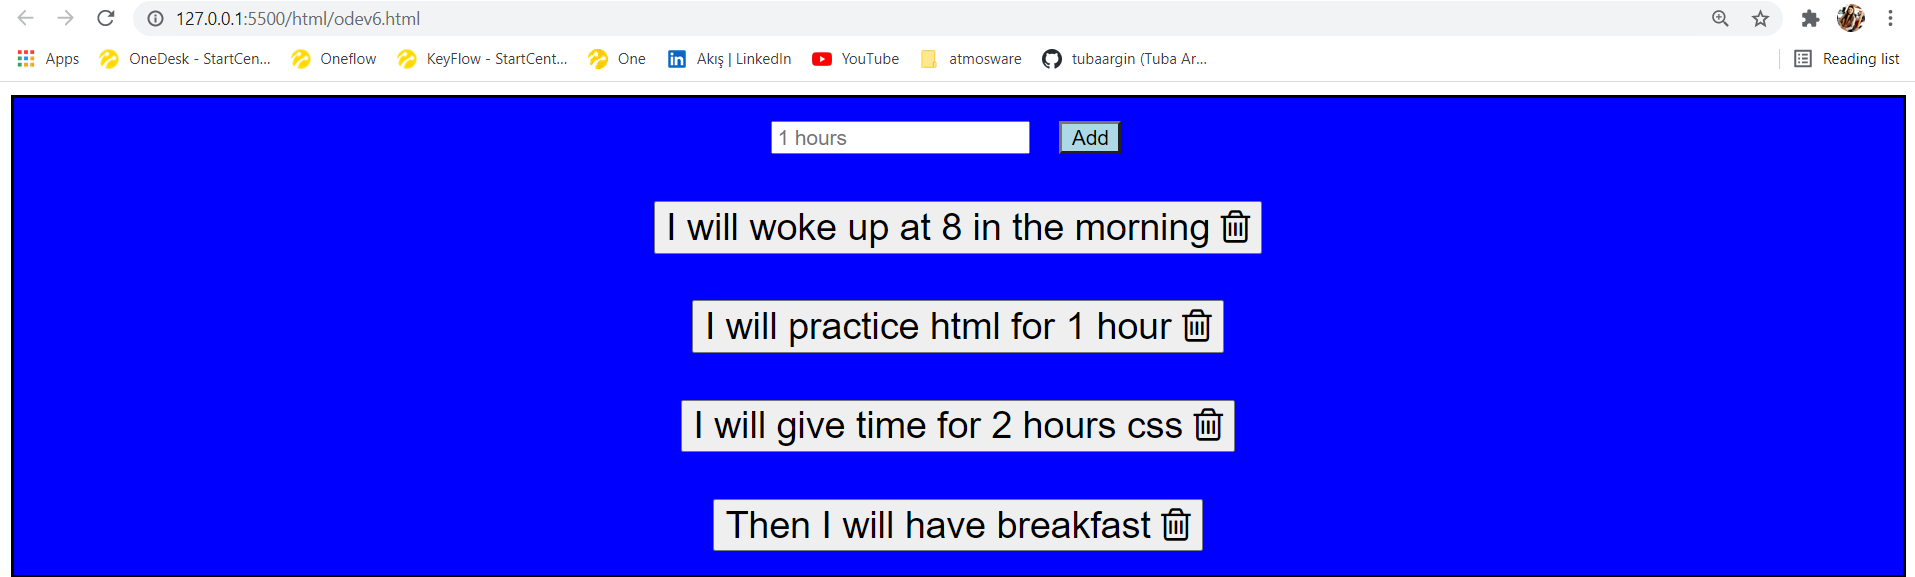 127.0.0.1:5500/html/odev6.html
Apps OneDesk - StartCen... Oneflow KeyFlow - StartCent... One Akış | LinkedIn YouTube atmosware tubaargin (Tuba Ar... Reading list
1 hours Add
I will woke up at 8 in the morning
I will practice html for 1 hour
I will give time for 2 hours css
Then I will have breakfast